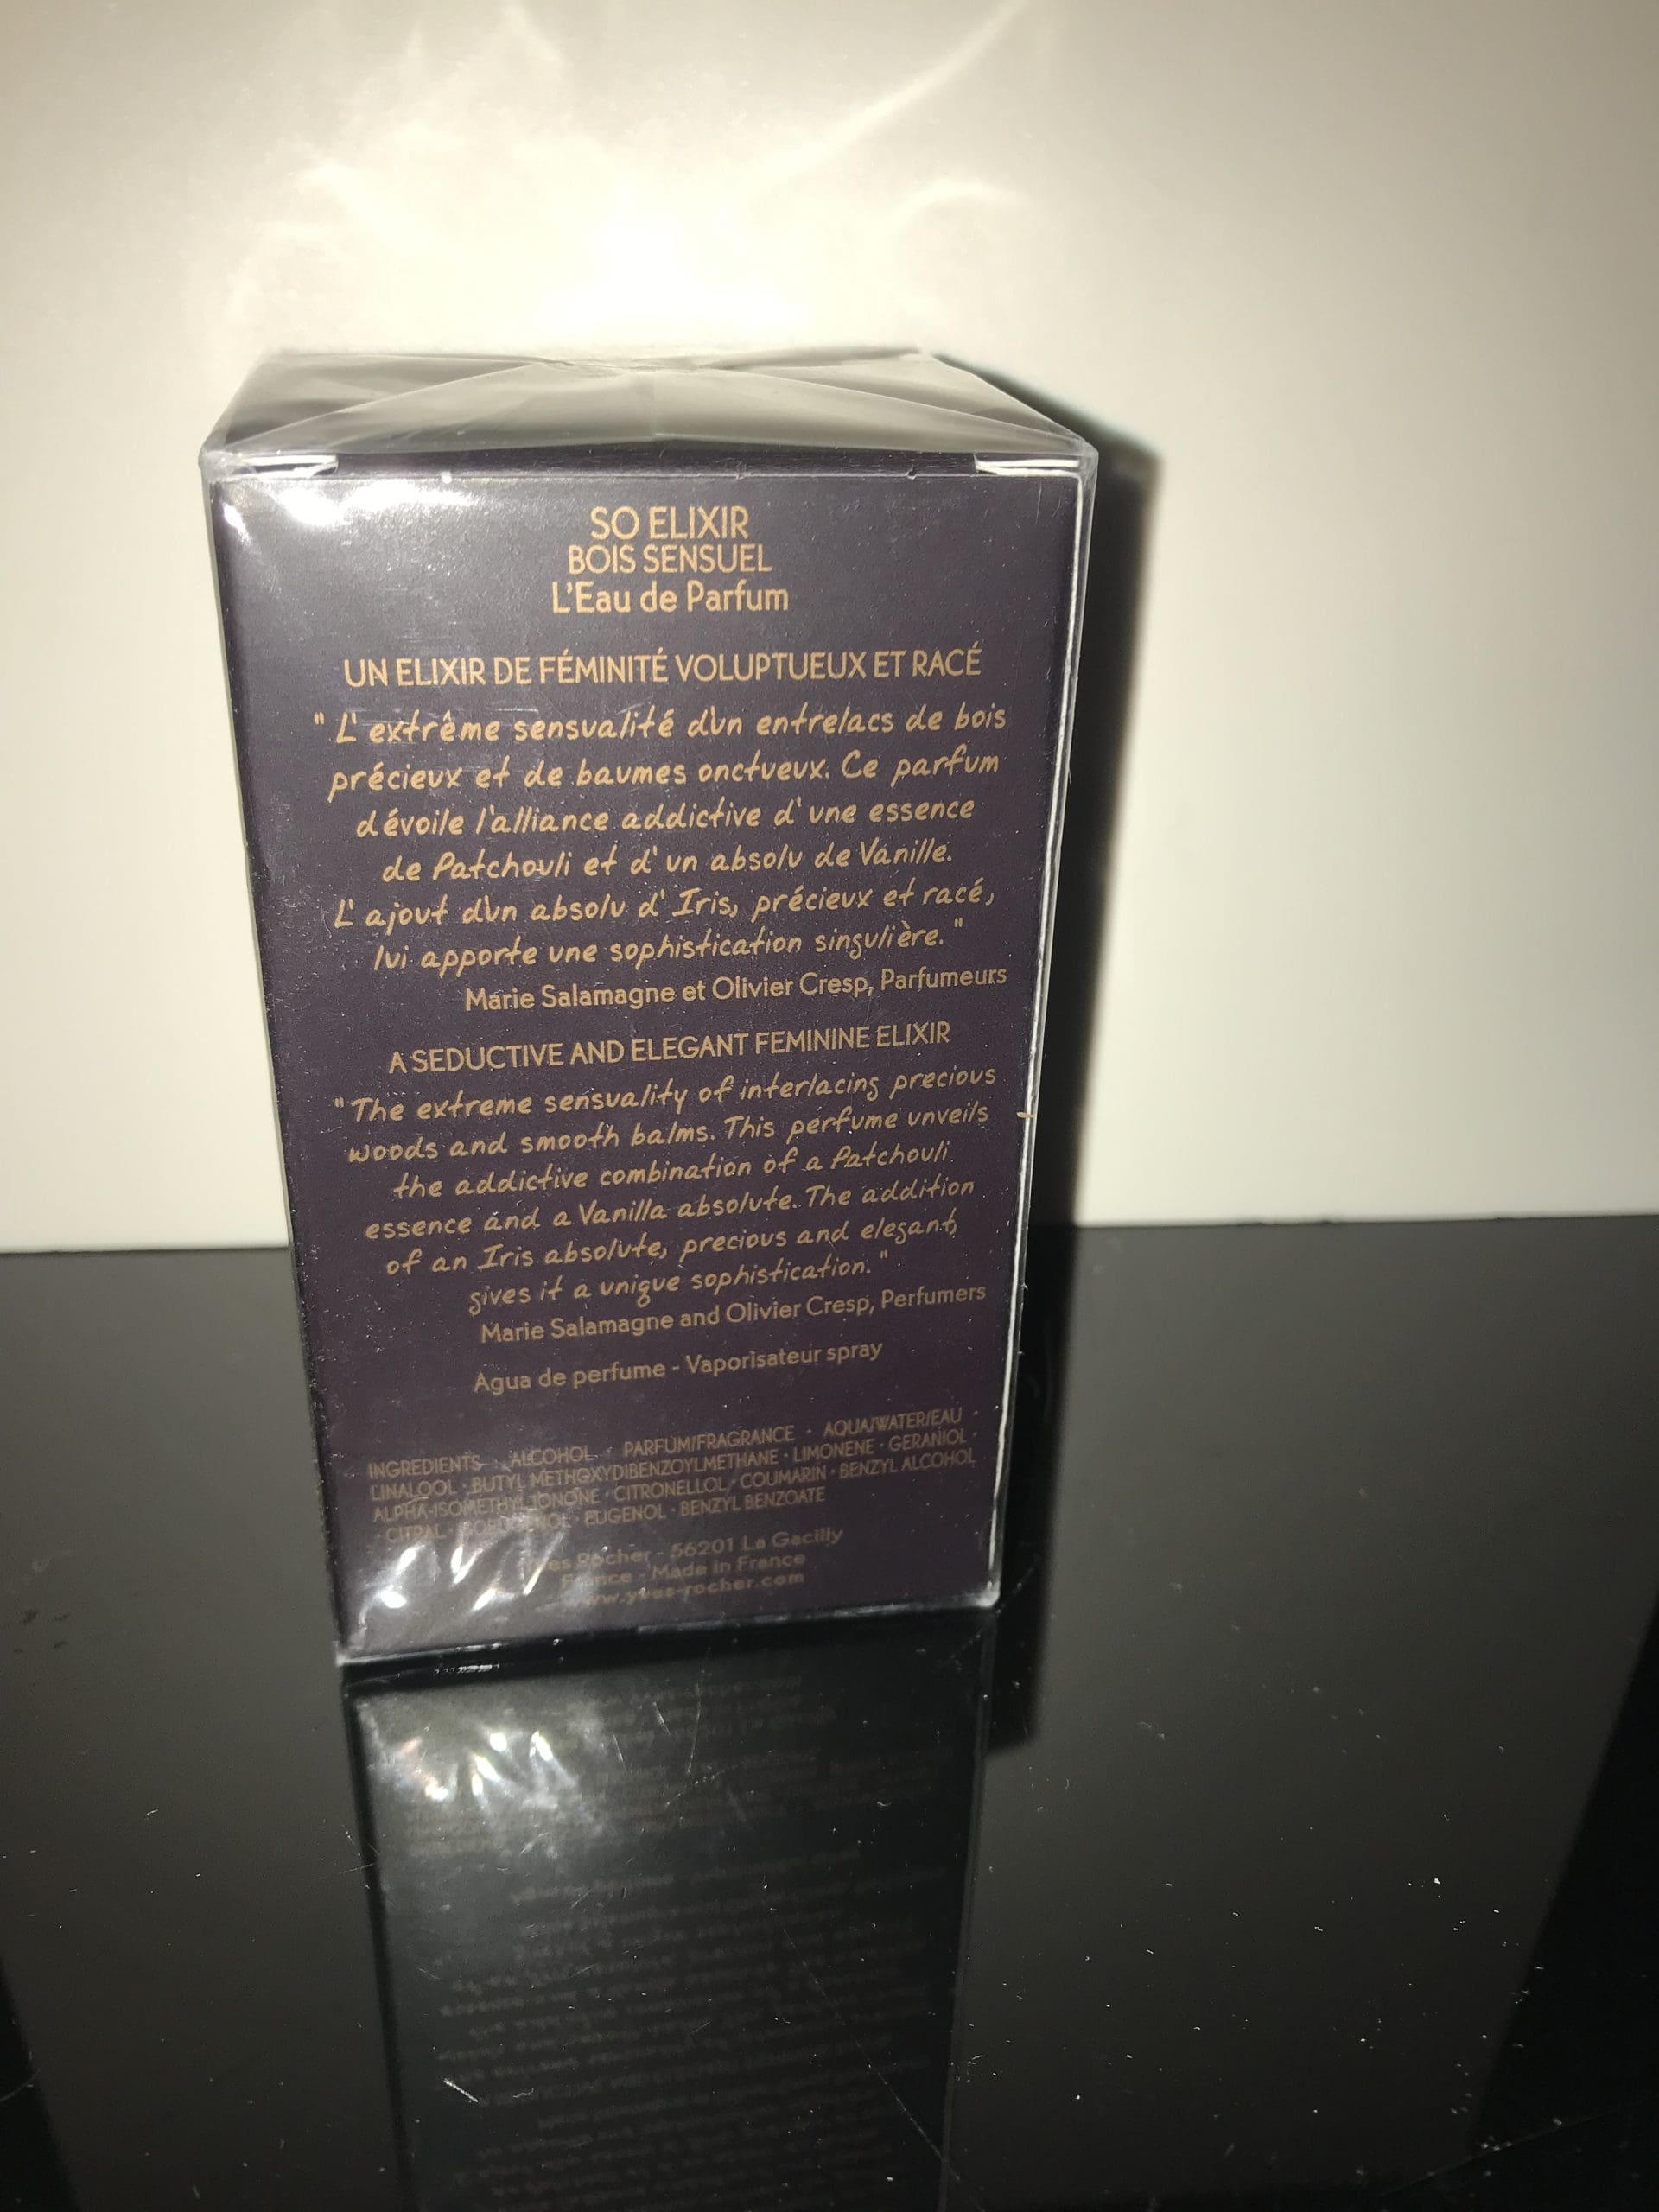 SO ELIXIR
BOIS SENSUEL
L'Eau de Parfum
UN ELIXIR DE FÉMINITÉ VOLUPTUEUX ET RACÉ
"L'extrême sensualité d'un entrelacs de bois
précieux et de baumes onctueux. Ce parfum
dévoile l'alliance addictive d'une essence
de Patchouli et d'un absolu de Vanille.
L'ajout d'un absolu d'Iris, précieux et racé,
lui apporte une sophistication singulière."
Marie Salamagne et Olivier Cresp, Parfumeurs
A SEDUCTIVE AND ELEGANT FEMININE ELIXIR
"The extreme sensuality of interlacing precious
woods and smooth balms. This perfume unveils
the addictive combination of a Patchouli
essence and a Vanilla absolute. The addition
of an Iris absolute, precious and elegant,
gives it a unique sophistication."
Marie Salamagne and Olivier Cresp, Perfumers
Agua de perfume - Vaporisateur spray
INGREDIENTS · ALCOHOL · PARFUM/FRAGRANCE · AQUA/WATER/EAU ·
LINALOOL · BUTYL METHOXYDIBENZOYLMETHANE · LIMONENE · GERANIOL ·
ALPHA-ISOMETHYL IONONE · CITRONELLOL · COUMARIN · BENZYL ALCOHOL
· CITRAL · EUGENOL · BENZYL BENZOATE
Yves Rocher - 56201 La Gacilly
France - Made in France
www.yves-rocher.com